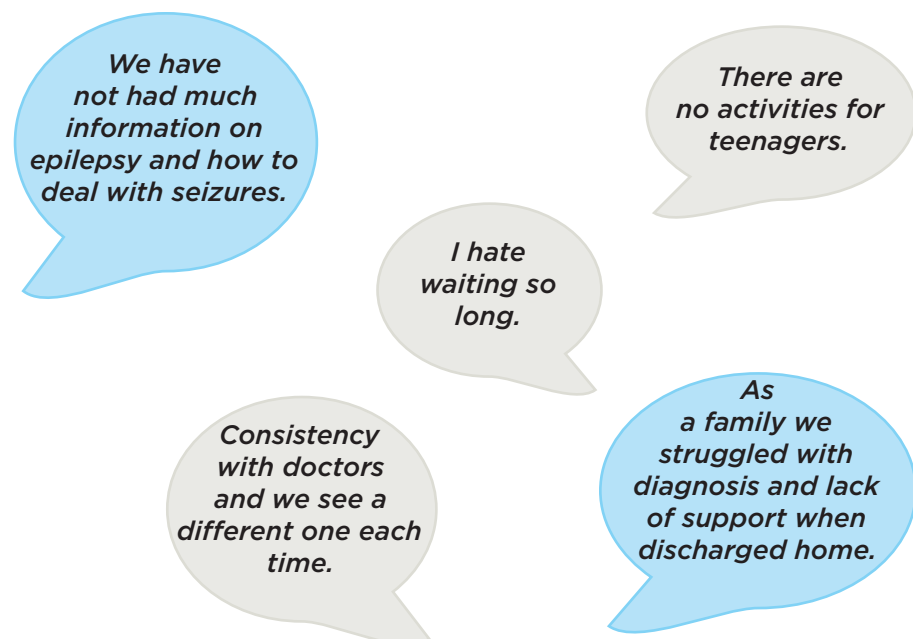 We have
not had much
information on
epilepsy and how to
deal with seizures.
There are
no activities for
teenagers.
I hate
waiting so
long.
Consistency
with doctors
and we see a
different one each
time.
As
a family we
struggled with
diagnosis and lack
of support when
discharged home.